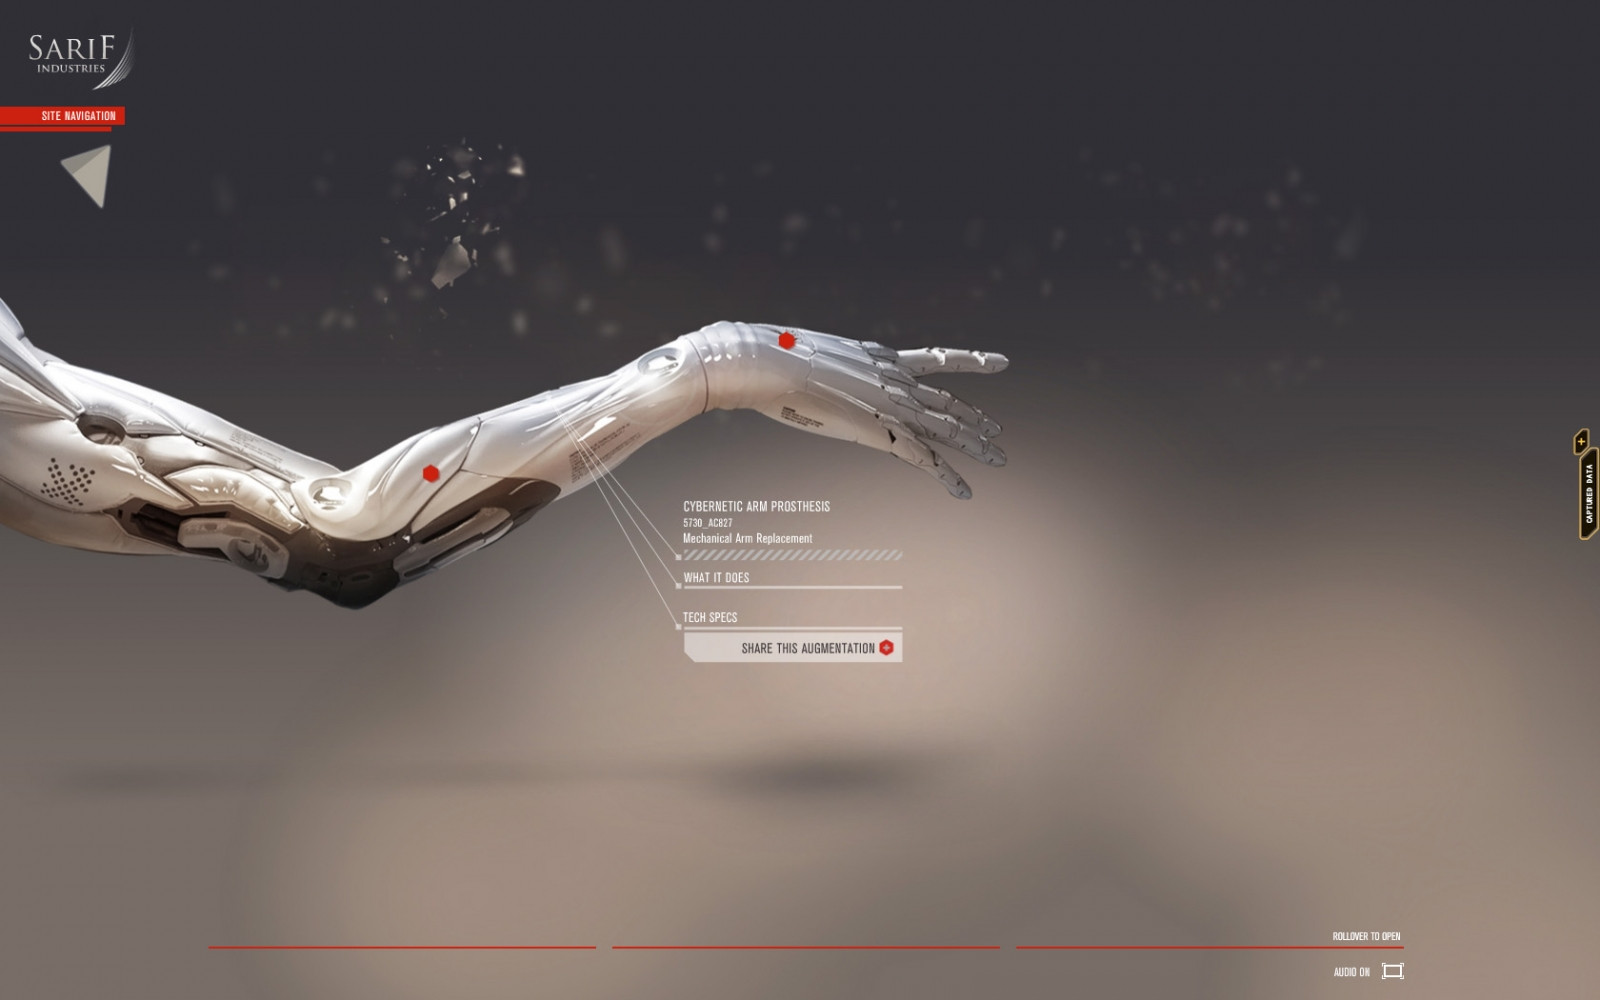 SARIF
INDUSTRIES
SITE NAVIGATION
CYBERNETIC ARM PROSTHESIS
5730_AC827
Mechanical Arm Replacement
WHAT IT DOES
TECH SPECS
SHARE THIS AUGMENTATION
CAPTURED DATA
ROLLOVER TO OPEN
AUDIO ON